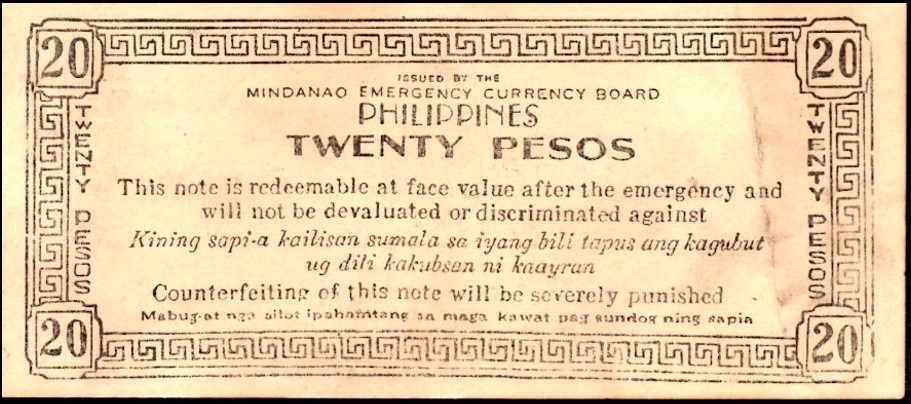 20 20
ISSUED BY THE
MINDANAO EMERGENCY CURRENCY BOARD
PHILIPPINES
TWENTY PESOS
TWENTY PESOS
TWENTY PESOS
This note is redeemable at face value after the emergency and
will not be devaluated or discriminated against
Kining sapi-a kailisan sumala sa iyang bili tapus ang kagubut
ug dili kakubsan ni kaayran
Counterfeiting of this note will be severely punished
Mabug-at nga silot ipahamtang sa maga kawat pag sundog ning sapia
20 20